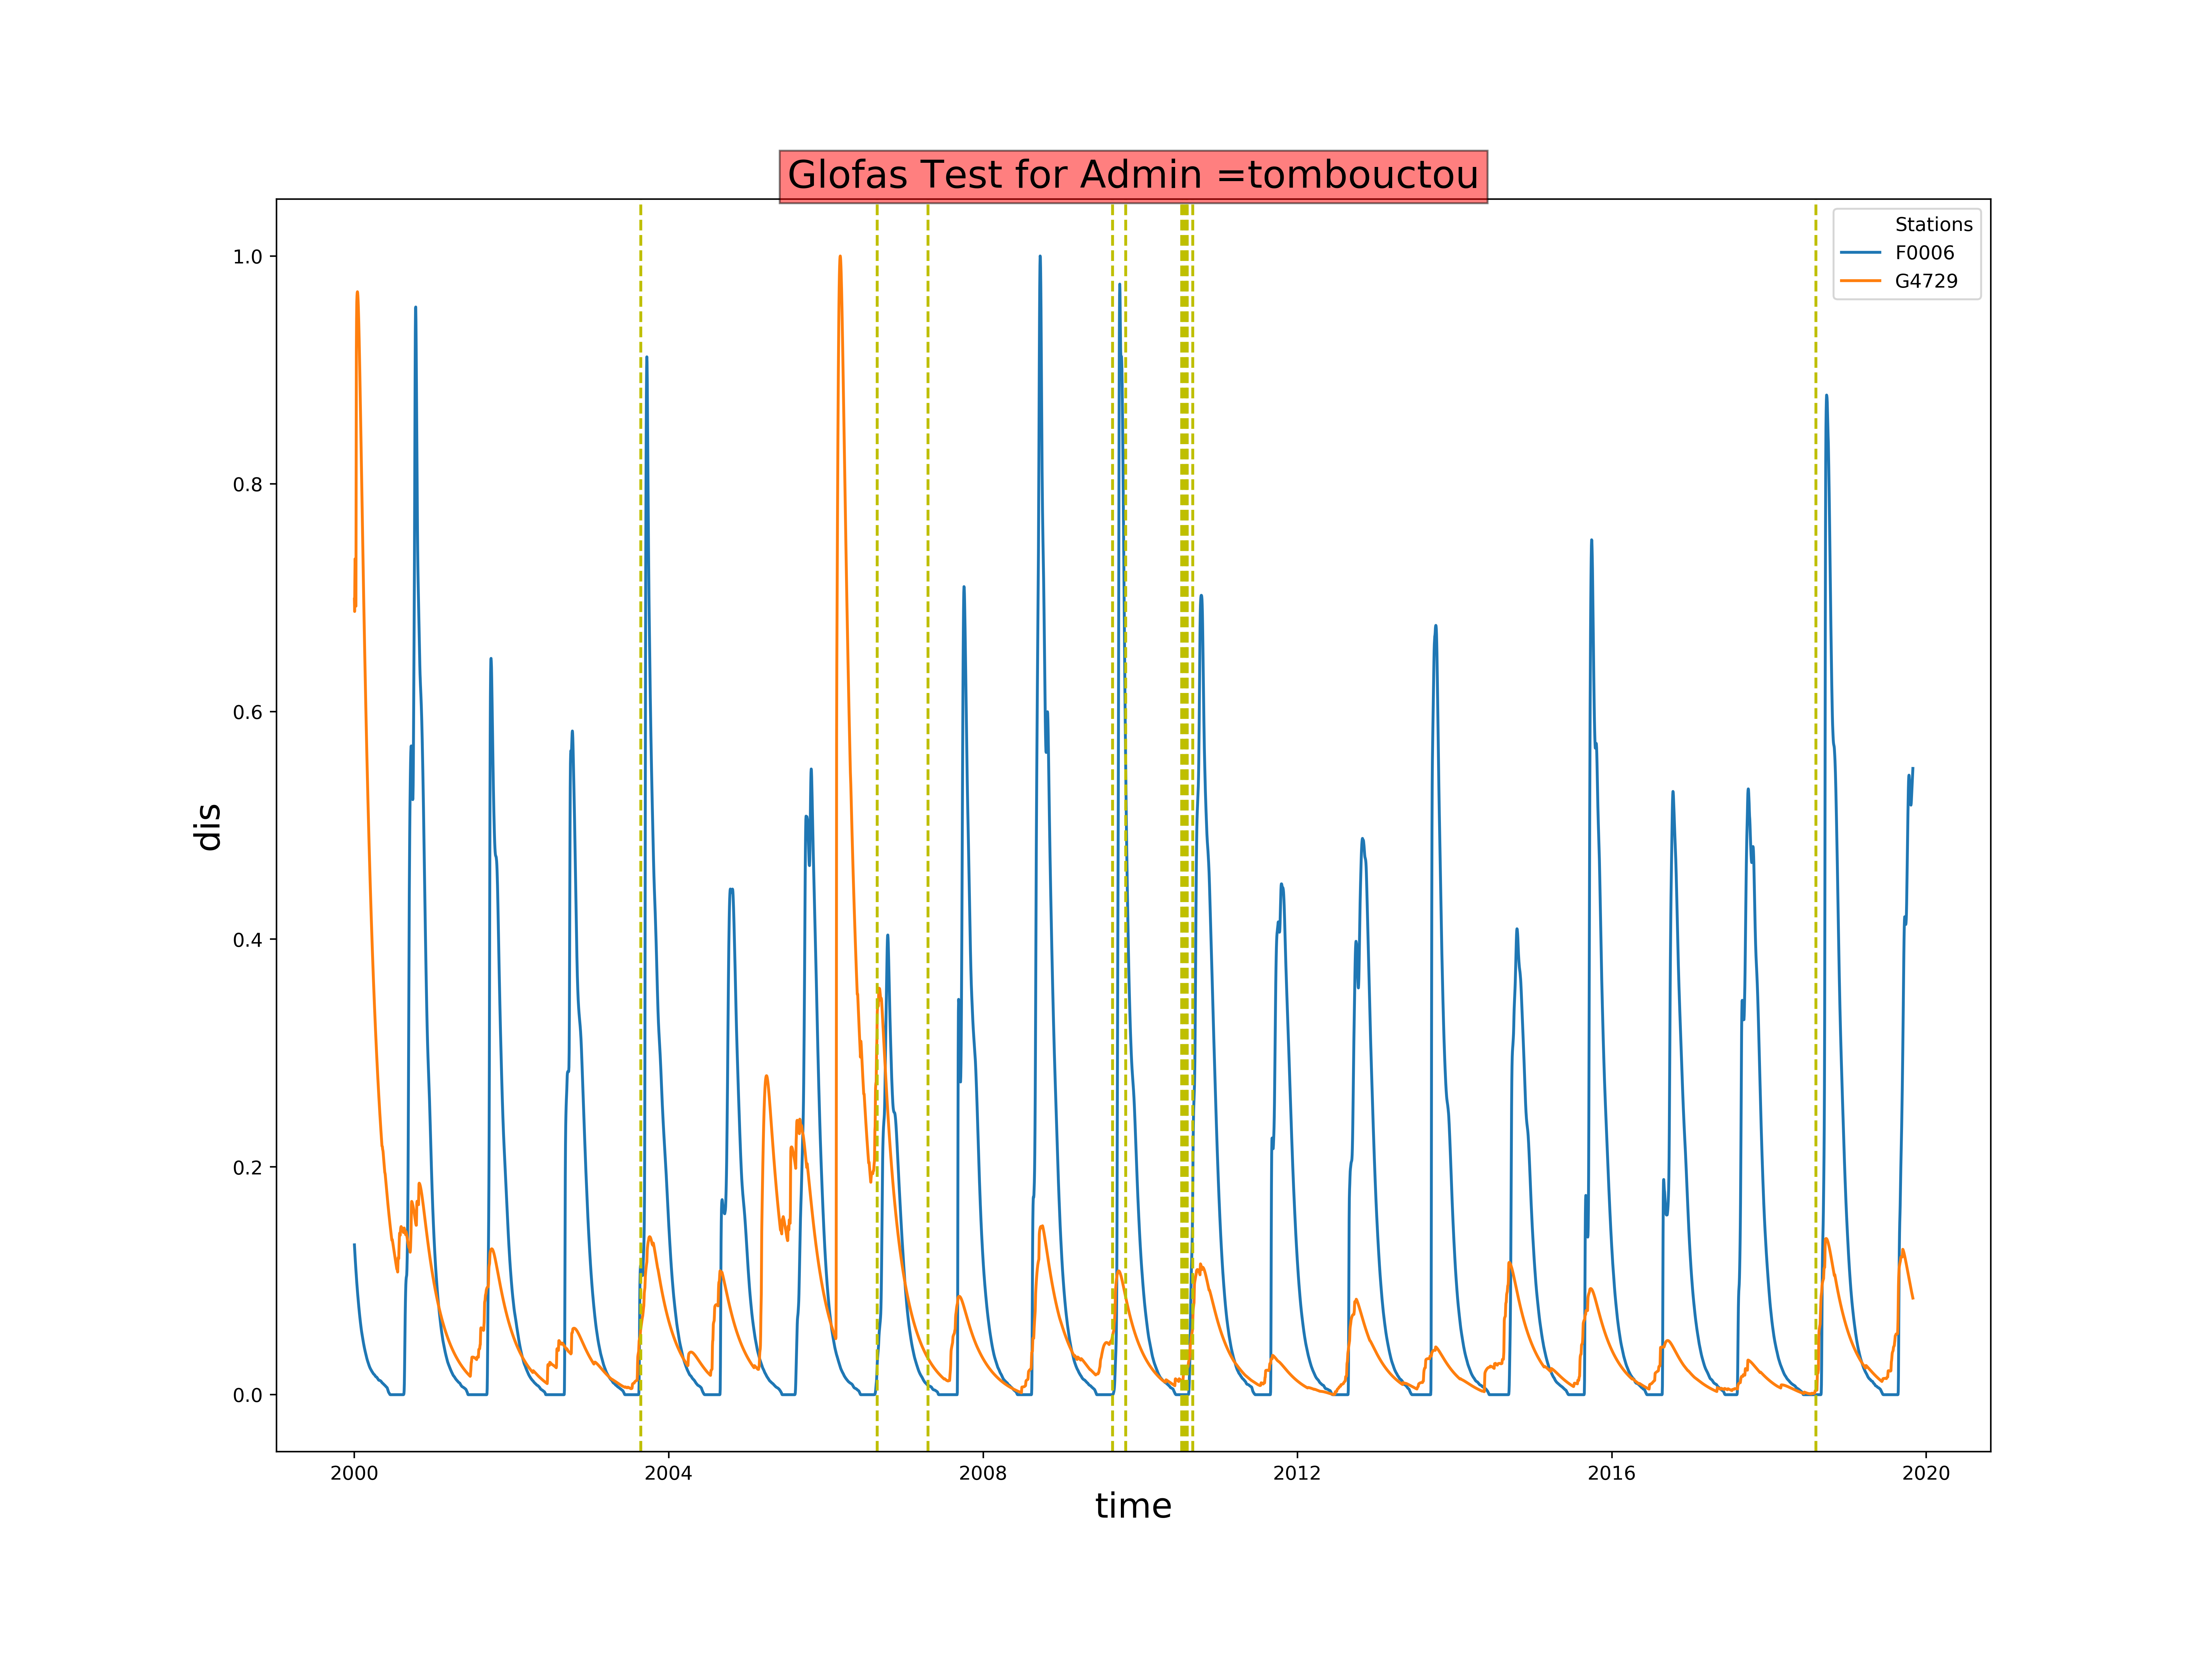 Glofas Test for Admin =tombouctou
Stations
F0006
G4729
1.0
0.8
0.6
0.4
0.2
0.0
dis
2000 2004 2008 2012 2016 2020
time